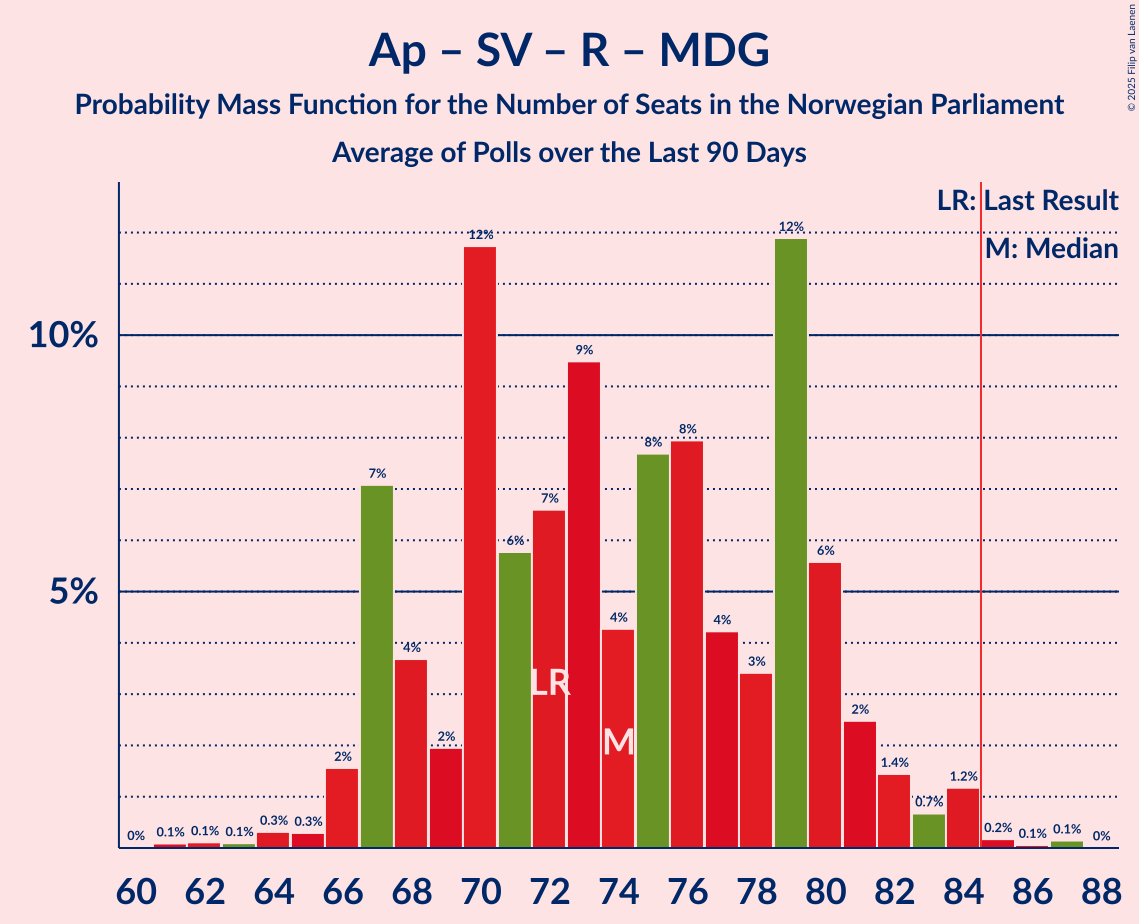 Ap – SV – R – MDG
Probability Mass Function for the Number of Seats in the Norwegian Parliament
Average of Polls over the Last 90 Days
© 2025 Filip van Laenen
LR: Last Result
M: Median
10%
5%
0% 0.1% 0.1% 0.1% 0.3% 0.3% 2% 7% 4% 2% 12% 6% 7% 9% 4% 8% 8% 4% 3% 12% 6% 2% 1.4% 0.7% 1.2% 0.2% 0.1% 0.1% 0%
LR
M
60 62 64 66 68 70 72 74 76 78 80 82 84 86 88